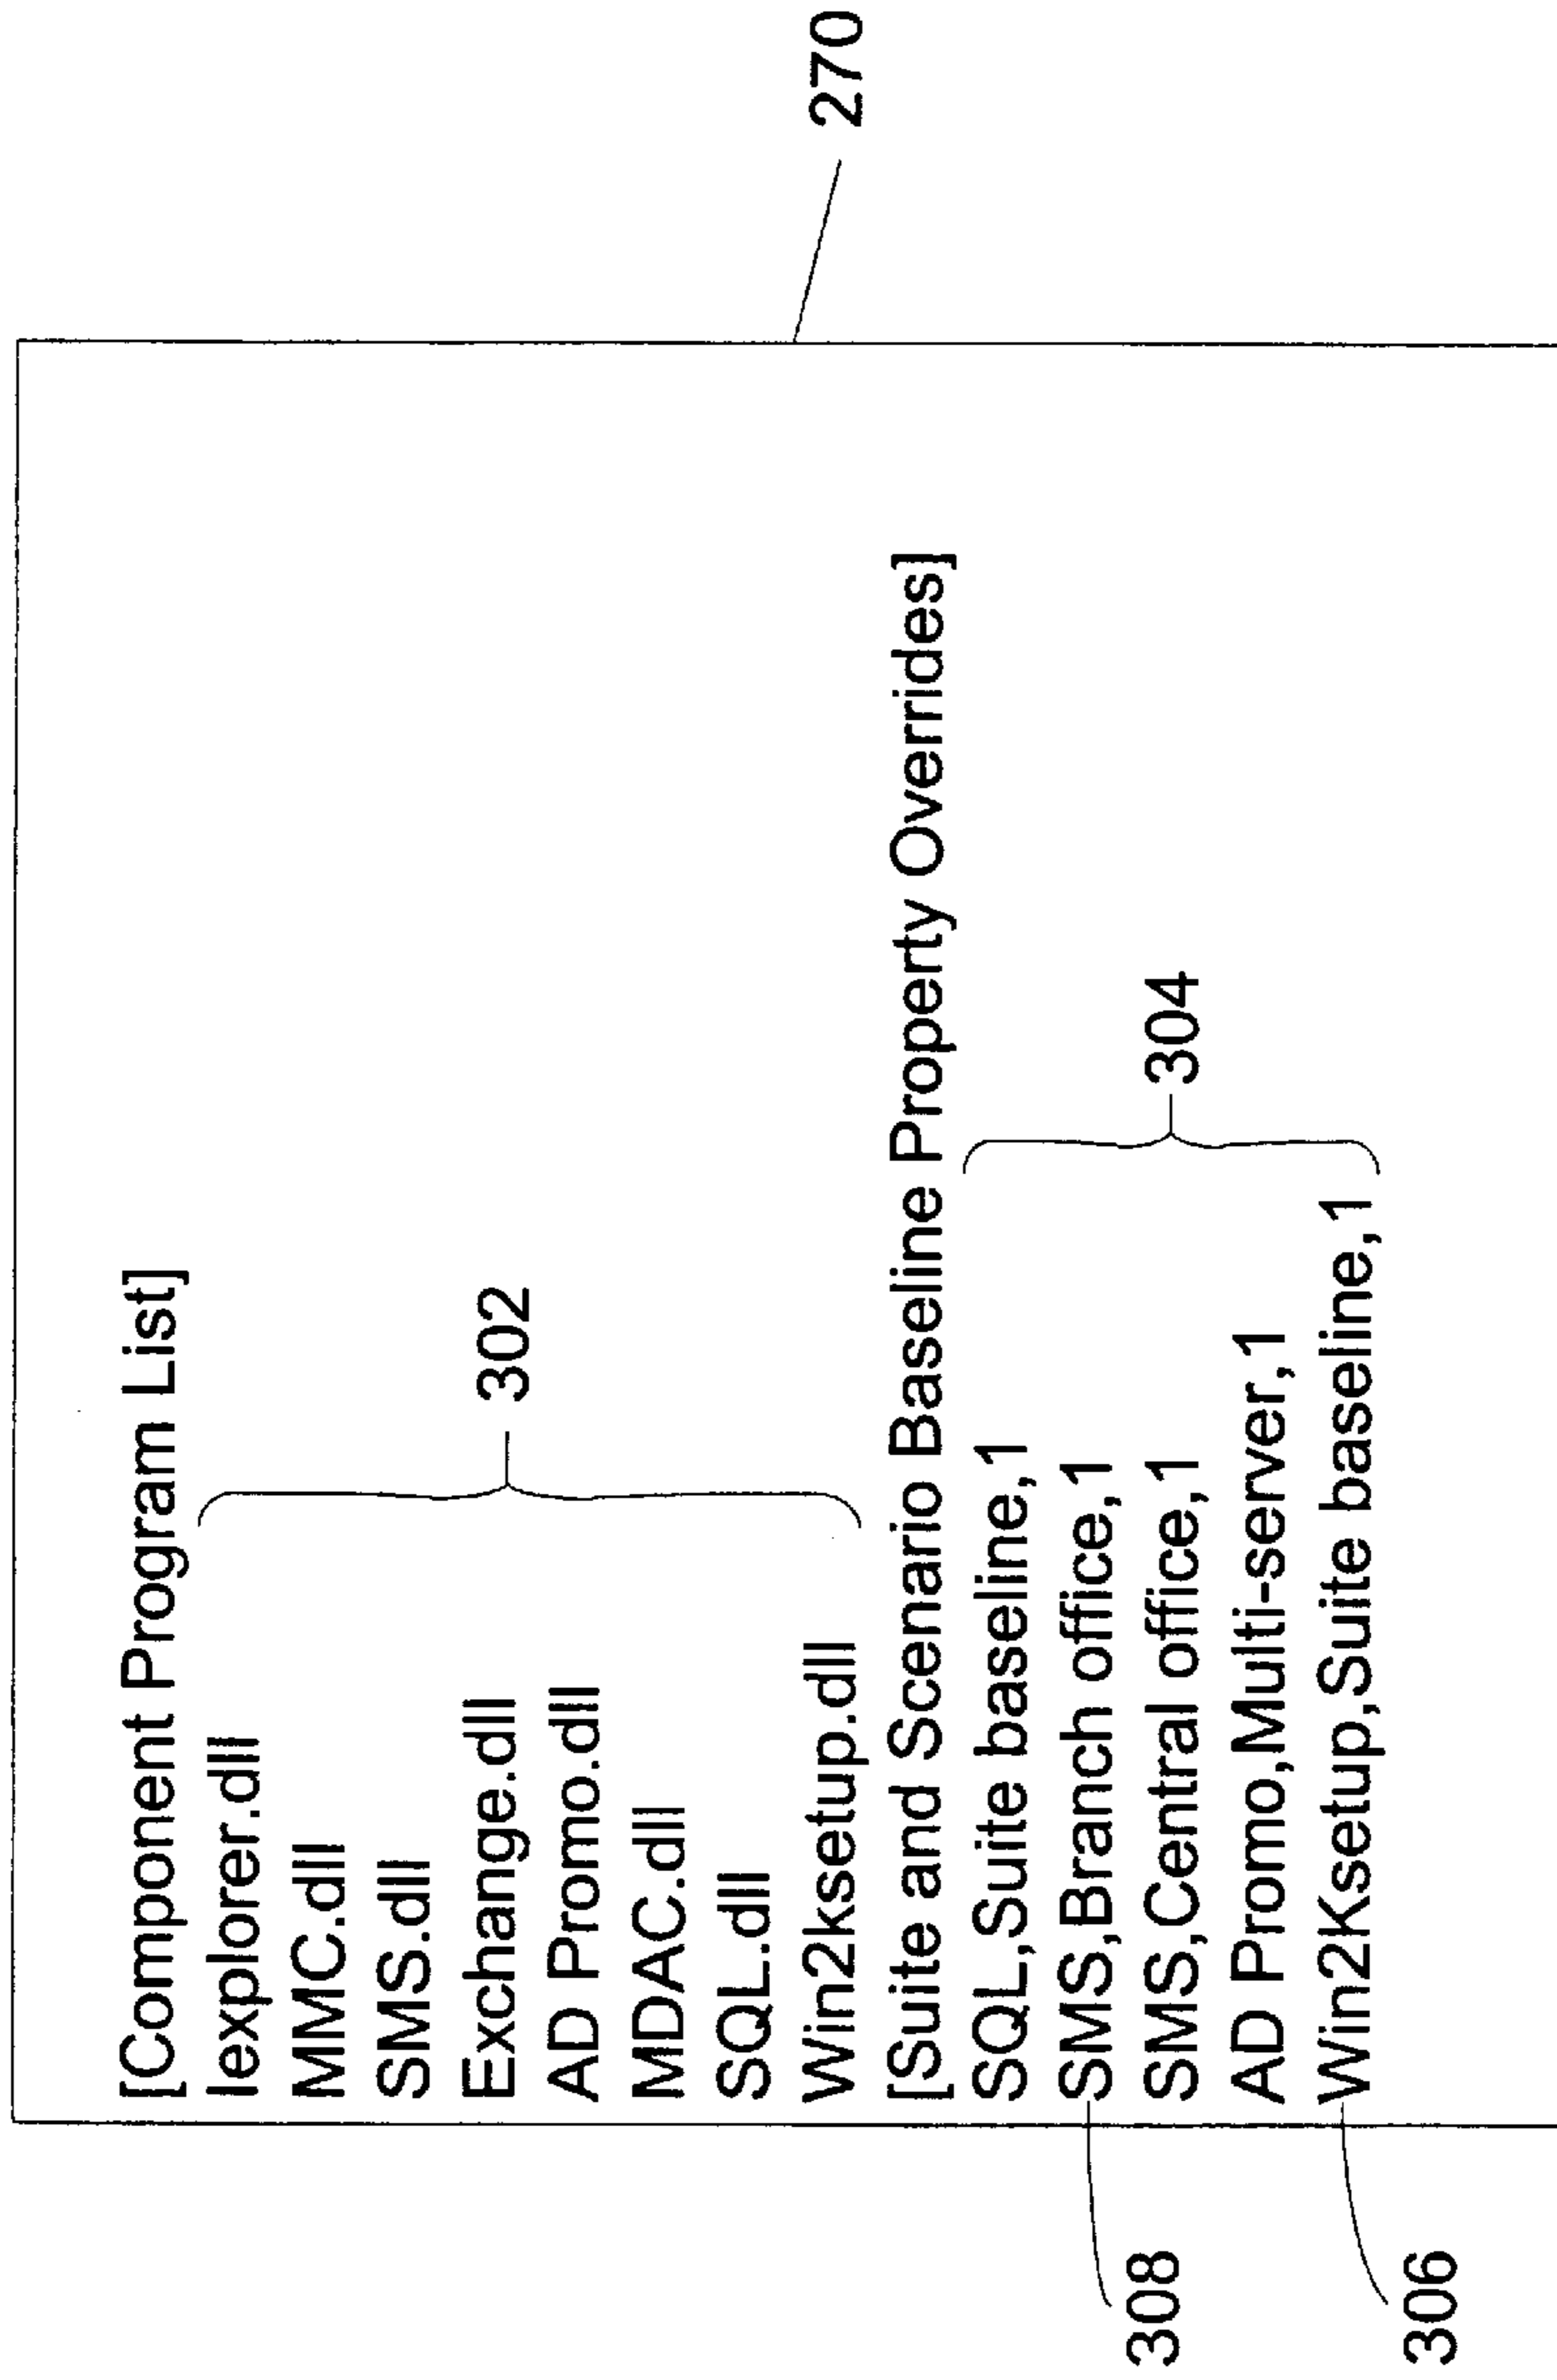 [Component Program List]
Iexplorer.dll
MMC.dll
SMS.dll
Exchange.dll
AD Promo.dll
MDAC.dll
SQL.dll
Win2ksetup.dll
302
[Suite and Scenario Baseline Property Overrides]
SQL,Suite baseline,1
SMS,Branch office,1
SMS,Central office,1
AD Promo,Multi-server,1
Win2Ksetup,Suite baseline,1
304
308
306
270